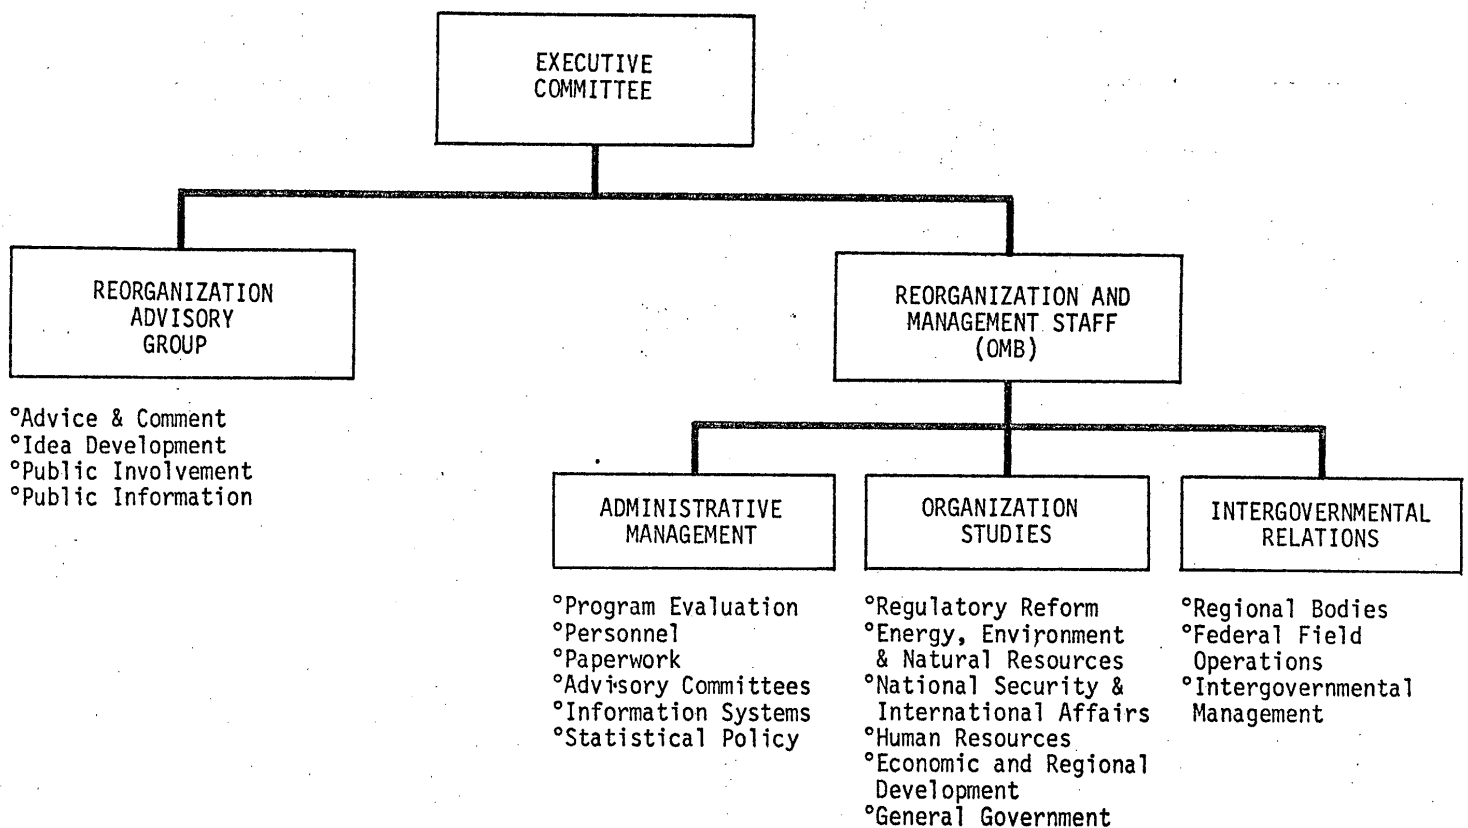 EXECUTIVE
COMMITTEE
REORGANIZATION
ADVISORY
GROUP
°Advice & Comment
°Idea Development
°Public Involvement
°Public Information
REORGANIZATION AND
MANAGEMENT STAFF
(OMB)
ADMINISTRATIVE
MANAGEMENT
°Program Evaluation
°Personnel
°Paperwork
°Advisory Committees
°Information Systems
°Statistical Policy
ORGANIZATION
STUDIES
°Regulatory Reform
°Energy, Environment
& Natural Resources
°National Security &
International Affairs
°Human Resources
°Economic and Regional
Development
°General Government
INTERGOVERNMENTAL
RELATIONS
°Regional Bodies
°Federal Field
Operations
°Intergovernmental
Management